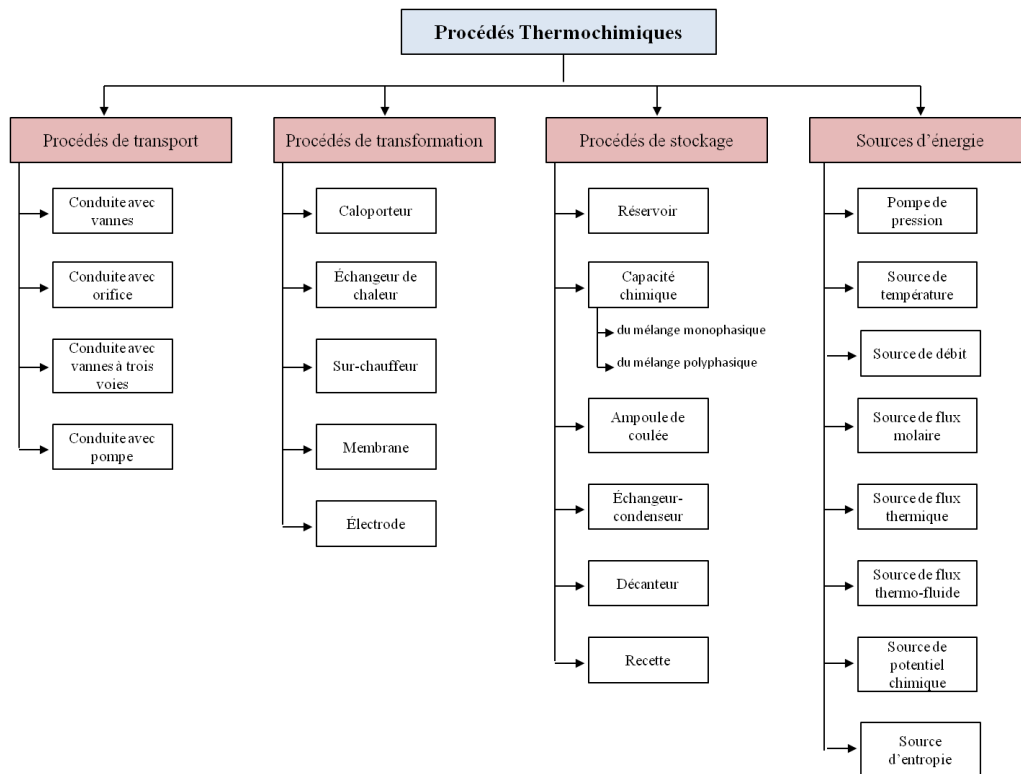 Procédés Thermochimiques
Procédés de transport
Conduite avec
vannes
Conduite avec
orifice
Conduite avec
vannes à trois
voies
Conduite avec
pompe
Procédés de transformation
Caloporteur
Échangeur de
chaleur
Sur-chauffeur
Membrane
Électrode
Procédés de stockage
Réservoir
Capacité
chimique
du mélange monophasique
du mélange polyphasique
Ampoule de
coulée
Échangeur-
condenseur
Décanteur
Recette
Sources d'énergie
Pompe de
pression
Source de
température
Source de débit
Source de flux
molaire
Source de flux
thermique
Source de flux
thermo-fluide
Source de
potentiel
chimique
Source
d'entropie